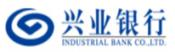 兴业银行
INDUSTRIAL BANK CO.,LTD.